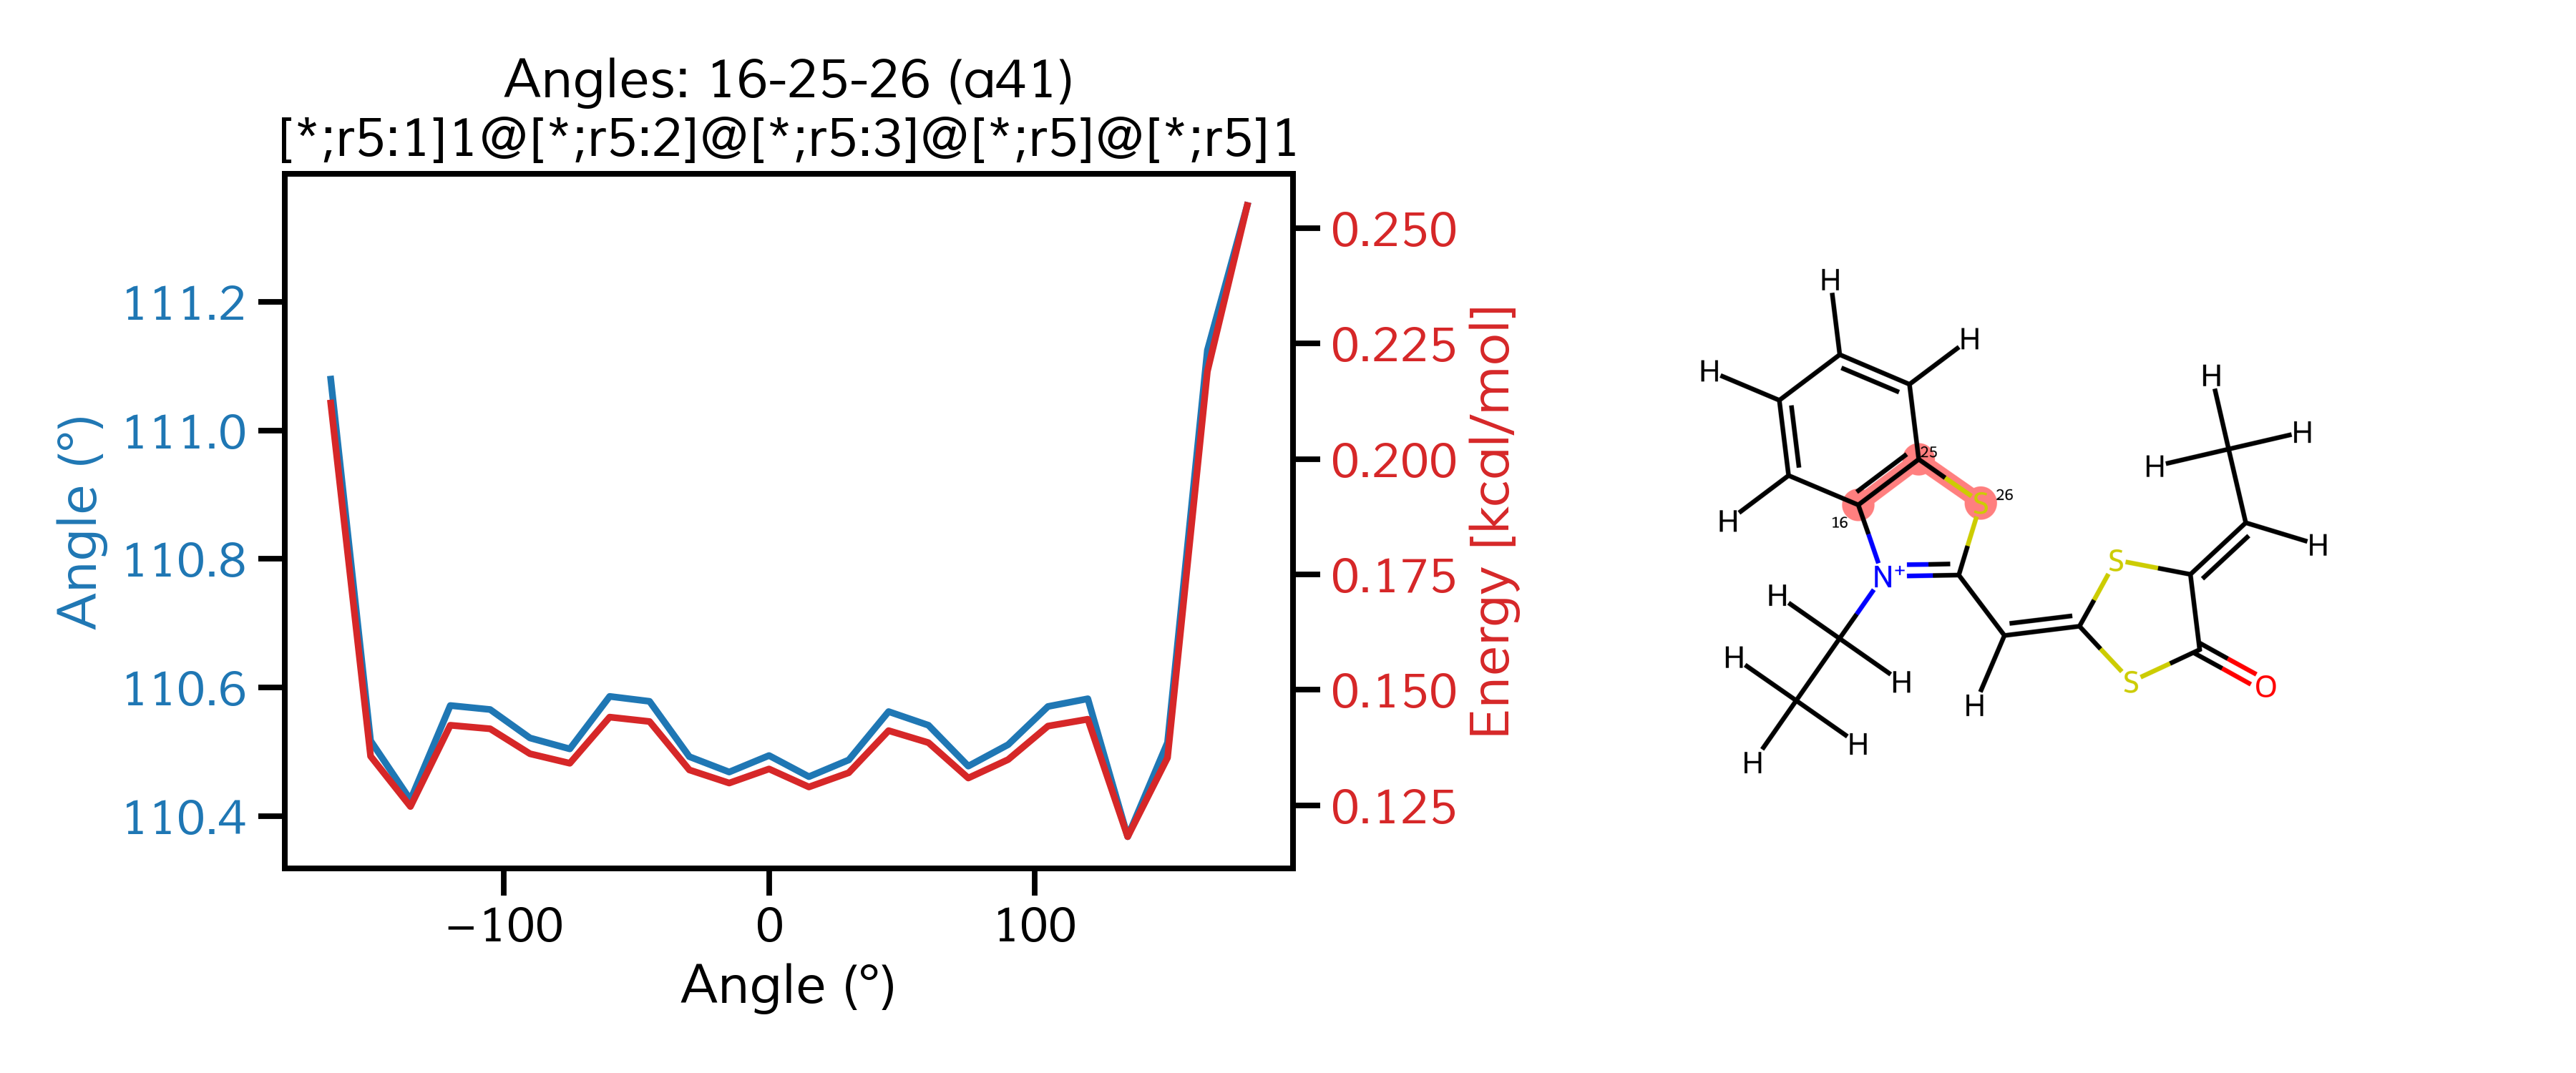 Angles: 16-25-26 (a41)
[*;r5:1]1@[*;r5:2]@[*;r5:3]@[*;r5]@[*;r5]1
Angle (°)
111.2
111.0
110.8
110.6
110.4
−100
0
100
Angle (°)
0.250
0.225
0.200
0.175
0.150
0.125
Energy [kcal/mol]
H
H
H
H
25
S
26
16
N+
H
H
H
H
H
H
S
S
O
H
H
H
H